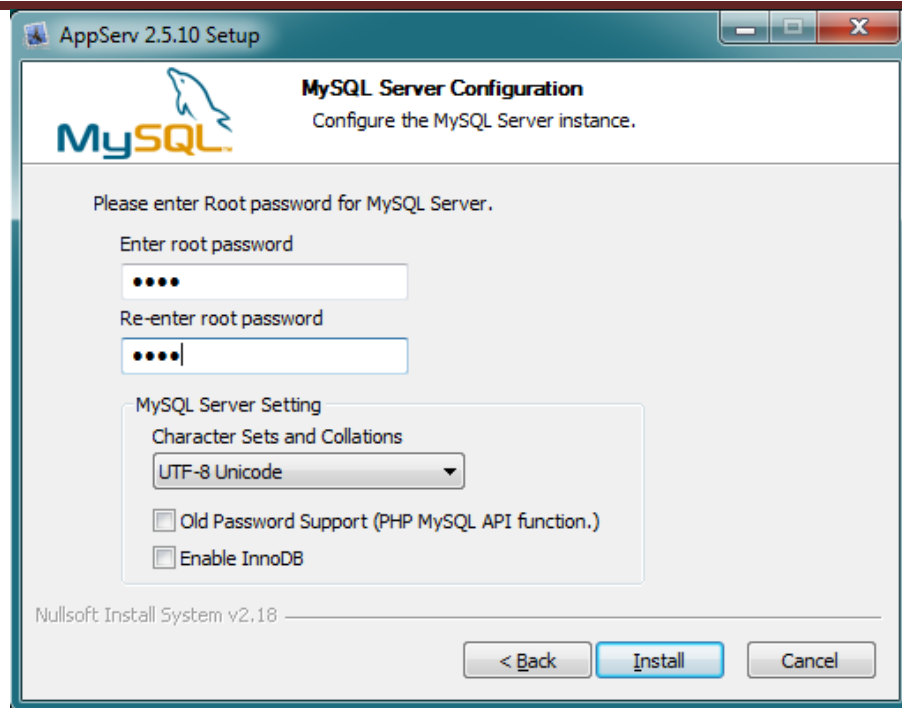 AppServ 2.5.10 Setup
MySQL
MySQL Server Configuration
Configure the MySQL Server instance.
Please enter Root password for MySQL Server.
Enter root password
••••
Re-enter root password
••••
MySQL Server Setting
Character Sets and Collations
UTF-8 Unicode
Old Password Support (PHP MySQL API function.)
Enable InnoDB
Nullsoft Install System v2.18
< Back Install Cancel